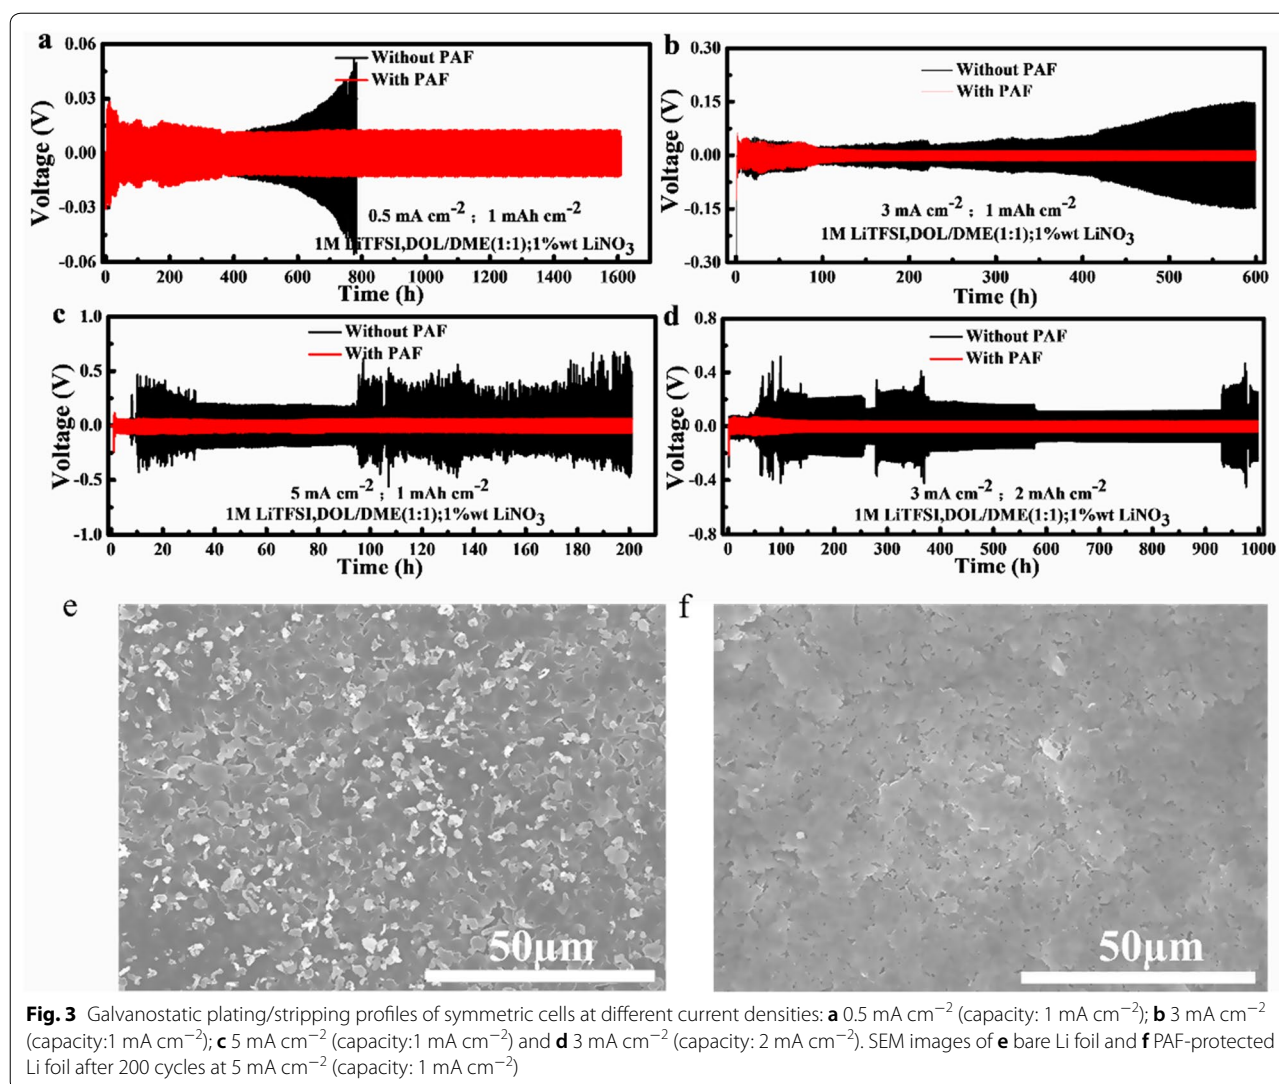 a
0.06
0.03
0.00
-0.03
-0.06
Voltage (V)
Without PAF
With PAF
0.5 mA cm⁻² ; 1 mAh cm⁻²
1M LiTFSI,DOL/DME(1:1);1%wt LiNO₃
0 200 400 600 800 1000 1200 1400 1600
Time (h)
b
0.30
0.15
0.00
-0.15
-0.30
Voltage (V)
Without PAF
With PAF
3 mA cm⁻² ; 1 mAh cm⁻²
1M LiTFSI,DOL/DME(1:1);1%wt LiNO₃
0 100 200 300 400 500 600
Time (h)
c
1.0
0.5
0.0
-0.5
-1.0
Voltage (V)
Without PAF
With PAF
5 mA cm⁻² ; 1 mAh cm⁻²
1M LiTFSI,DOL/DME(1:1);1%wt LiNO₃
0 20 40 60 80 100 120 140 160 180 200
Time (h)
d
0.8
0.4
0.0
-0.4
-0.8
Voltage (V)
Without PAF
With PAF
3 mA cm⁻² ; 2 mAh cm⁻²
1M LiTFSI,DOL/DME(1:1);1%wt LiNO₃
0 100 200 300 400 500 600 700 800 900 1000
Time (h)
e
50μm
f
50μm
Fig. 3 Galvanostatic plating/stripping profiles of symmetric cells at different current densities: a 0.5 mA cm⁻² (capacity: 1 mA cm⁻²); b 3 mA cm⁻²
(capacity:1 mA cm⁻²); c 5 mA cm⁻² (capacity:1 mA cm⁻²) and d 3 mA cm⁻² (capacity: 2 mA cm⁻²). SEM images of e bare Li foil and f PAF-protected
Li foil after 200 cycles at 5 mA cm⁻² (capacity: 1 mA cm⁻²)